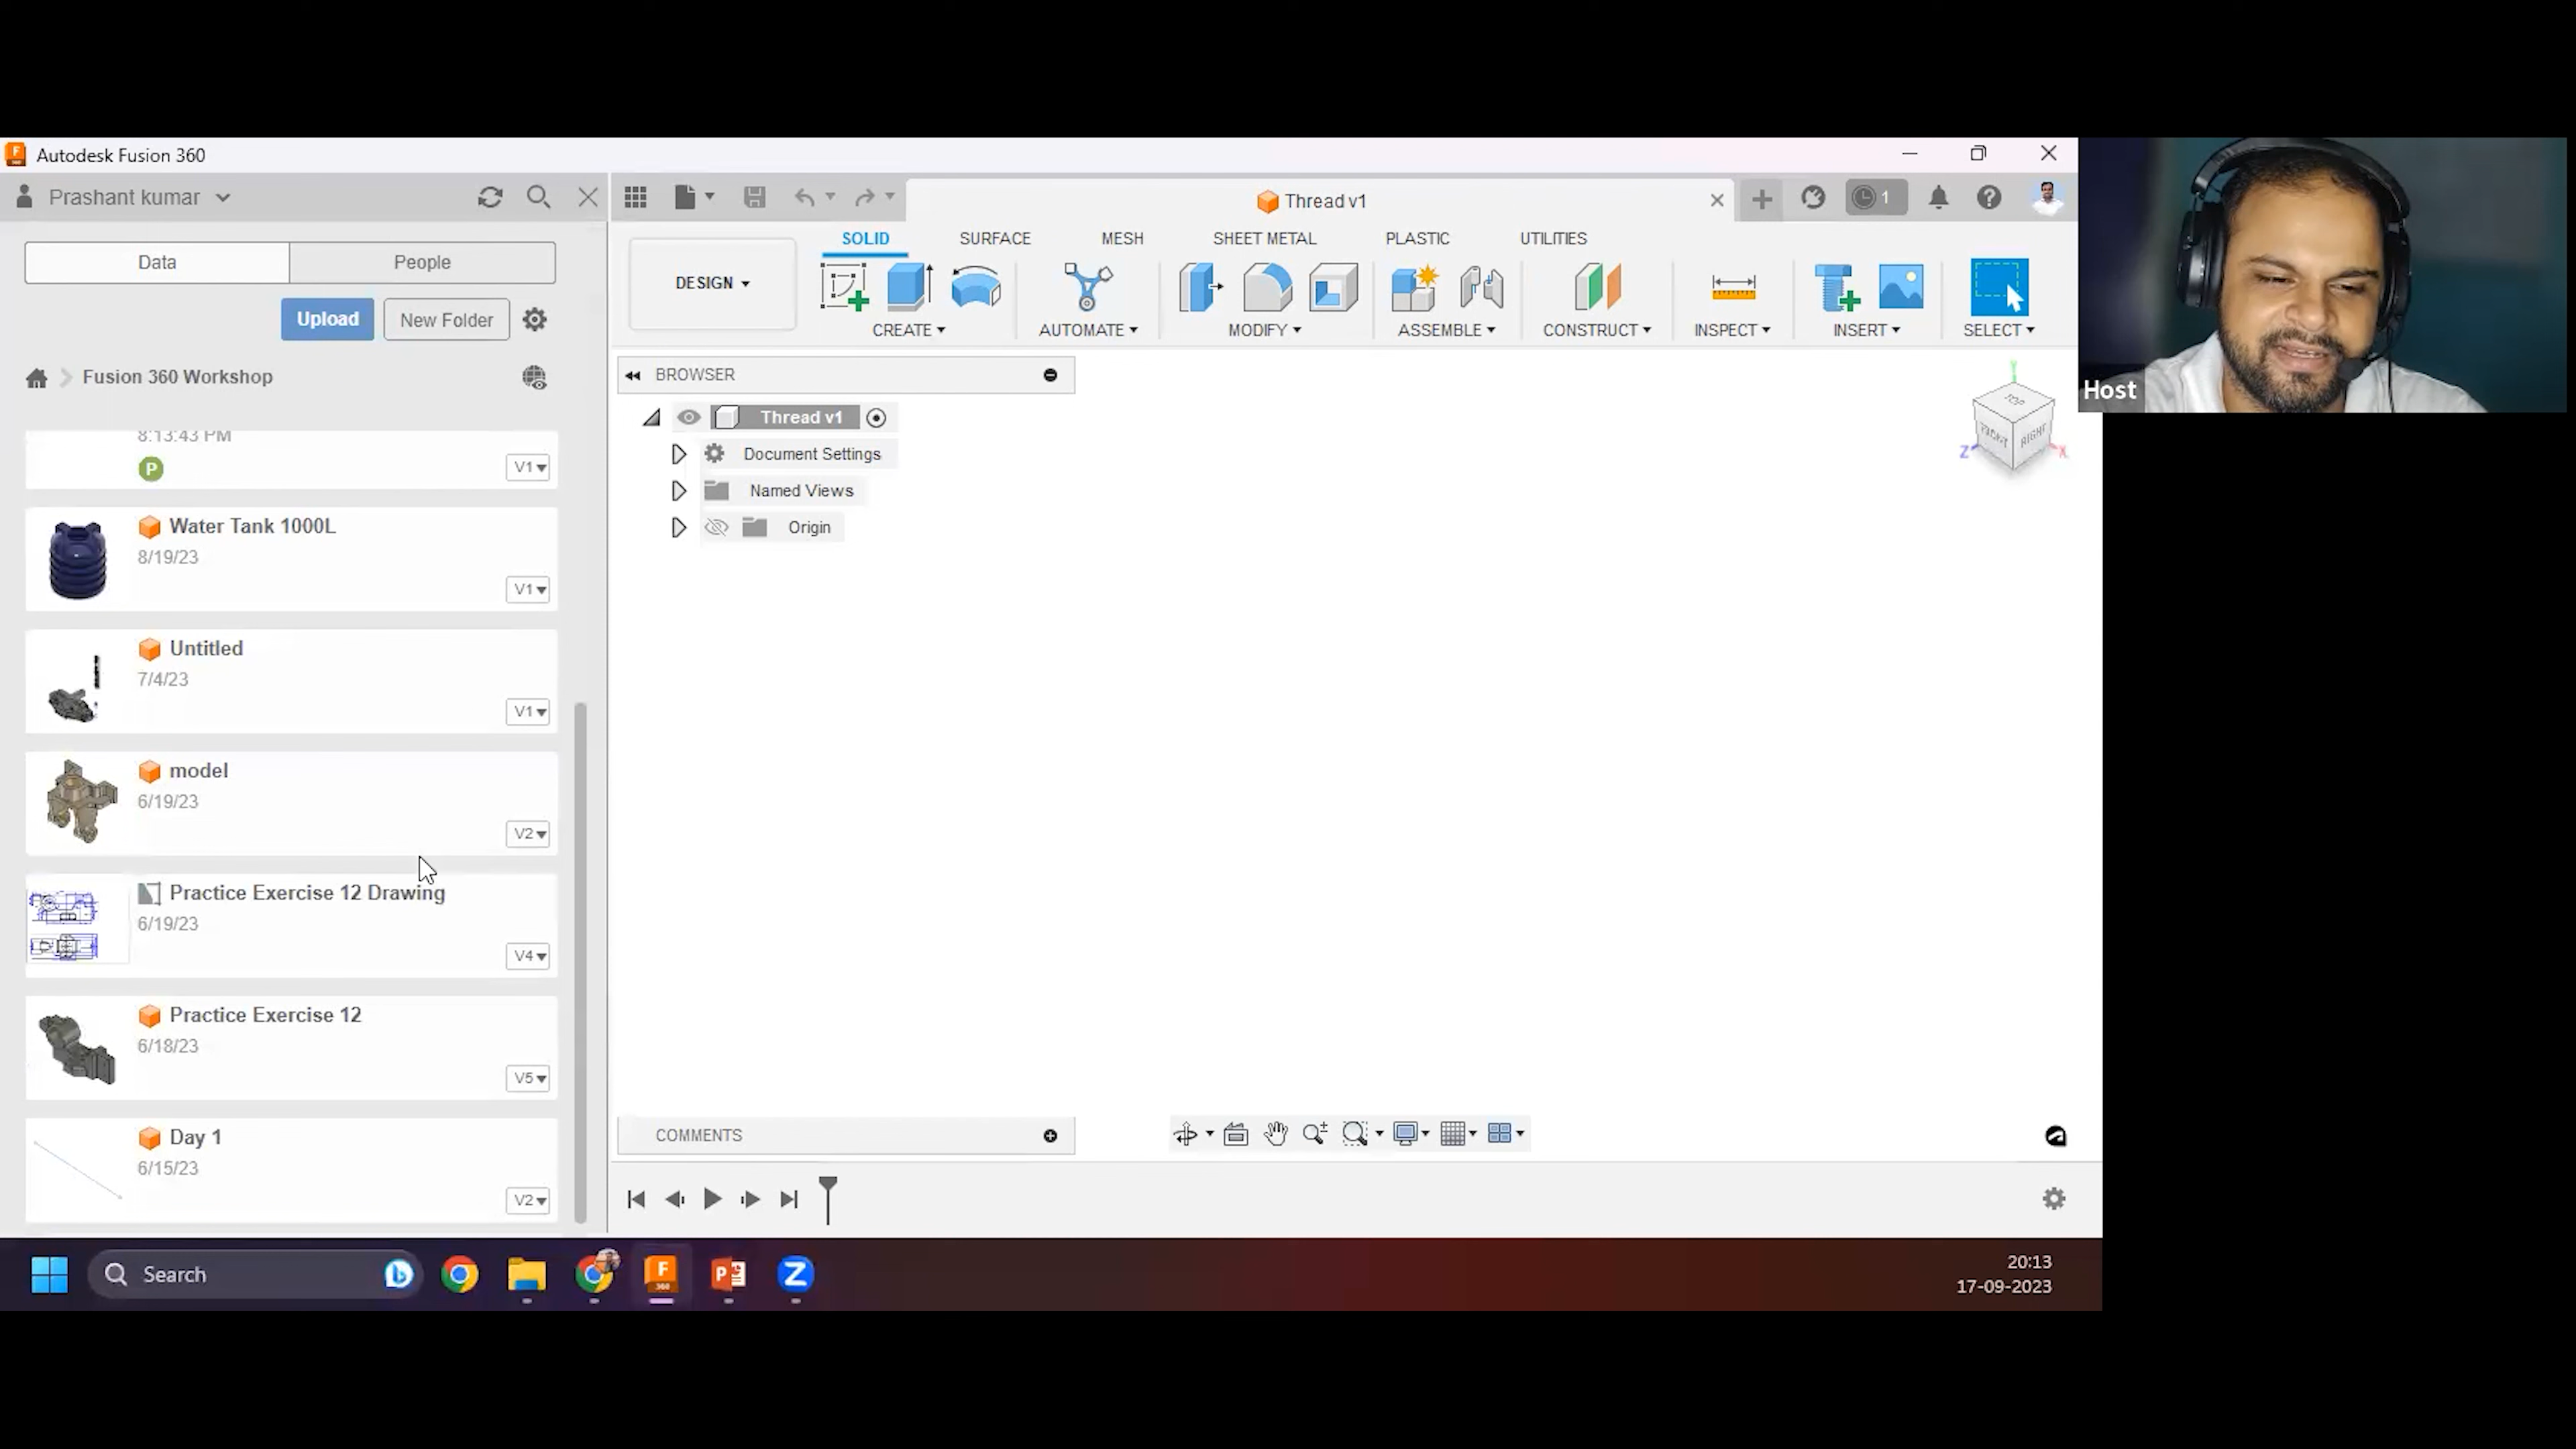 Autodesk Fusion 360
Prashant kumar
Thread v1
1
Data
People
Upload
New Folder
Fusion 360 Workshop
DESIGN
SOLID
SURFACE
MESH
SHEET METAL
PLASTIC
UTILITIES
CREATE
AUTOMATE
MODIFY
ASSEMBLE
CONSTRUCT
INSPECT
INSERT
SELECT
Host
BROWSER
Thread v1
Document Settings
Named Views
Origin
TOP
FRONT
RIGHT
Y
Z
X
8:13:43 PM
P
V1
Water Tank 1000L
8/19/23
V1
Untitled
7/4/23
V1
model
6/19/23
V2
Practice Exercise 12 Drawing
6/19/23
V4
Practice Exercise 12
6/18/23
V5
Day 1
6/15/23
V2
COMMENTS
Search
20:13
17-09-2023